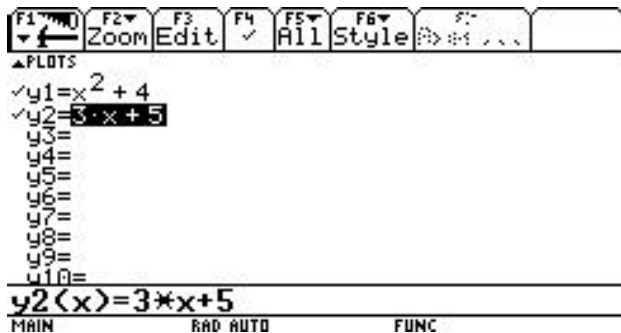 F1 F2 Zoom F3 Edit F4 ✓ F5 All F6 Style
PLOTS
✓y1=x² + 4
✓y2=3·x + 5
y3=
y4=
y5=
y6=
y7=
y8=
y9=
y10=
y2(x)=3*x+5
MAIN RAD AUTO FUNC